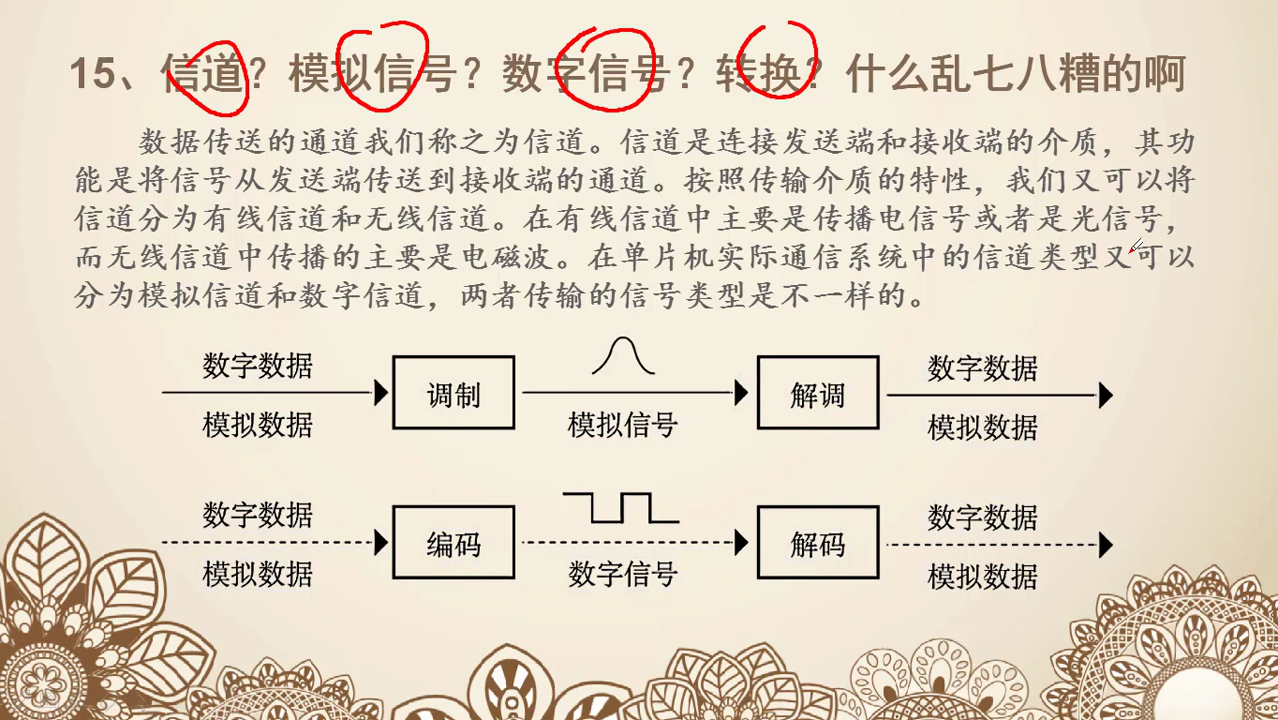 15、信道？模拟信号？数字信号？转换？什么乱七八糟的啊
数据传送的通道我们称之为信道。信道是连接发送端和接收端的介质，其功
能是将信号从发送端传送到接收端的通道。按照传输介质的特性，我们又可以将
信道分为有线信道和无线信道。在有线信道中主要是传播电信号或者是光信号，
而无线信道中传播的主要是电磁波。在单片机实际通信系统中的信道类型又可以
分为模拟信道和数字信道，两者传输的信号类型是不一样的。
数字数据
模拟数据
调制
模拟信号
解调
数字数据
模拟数据
数字数据
模拟数据
编码
数字信号
解码
数字数据
模拟数据